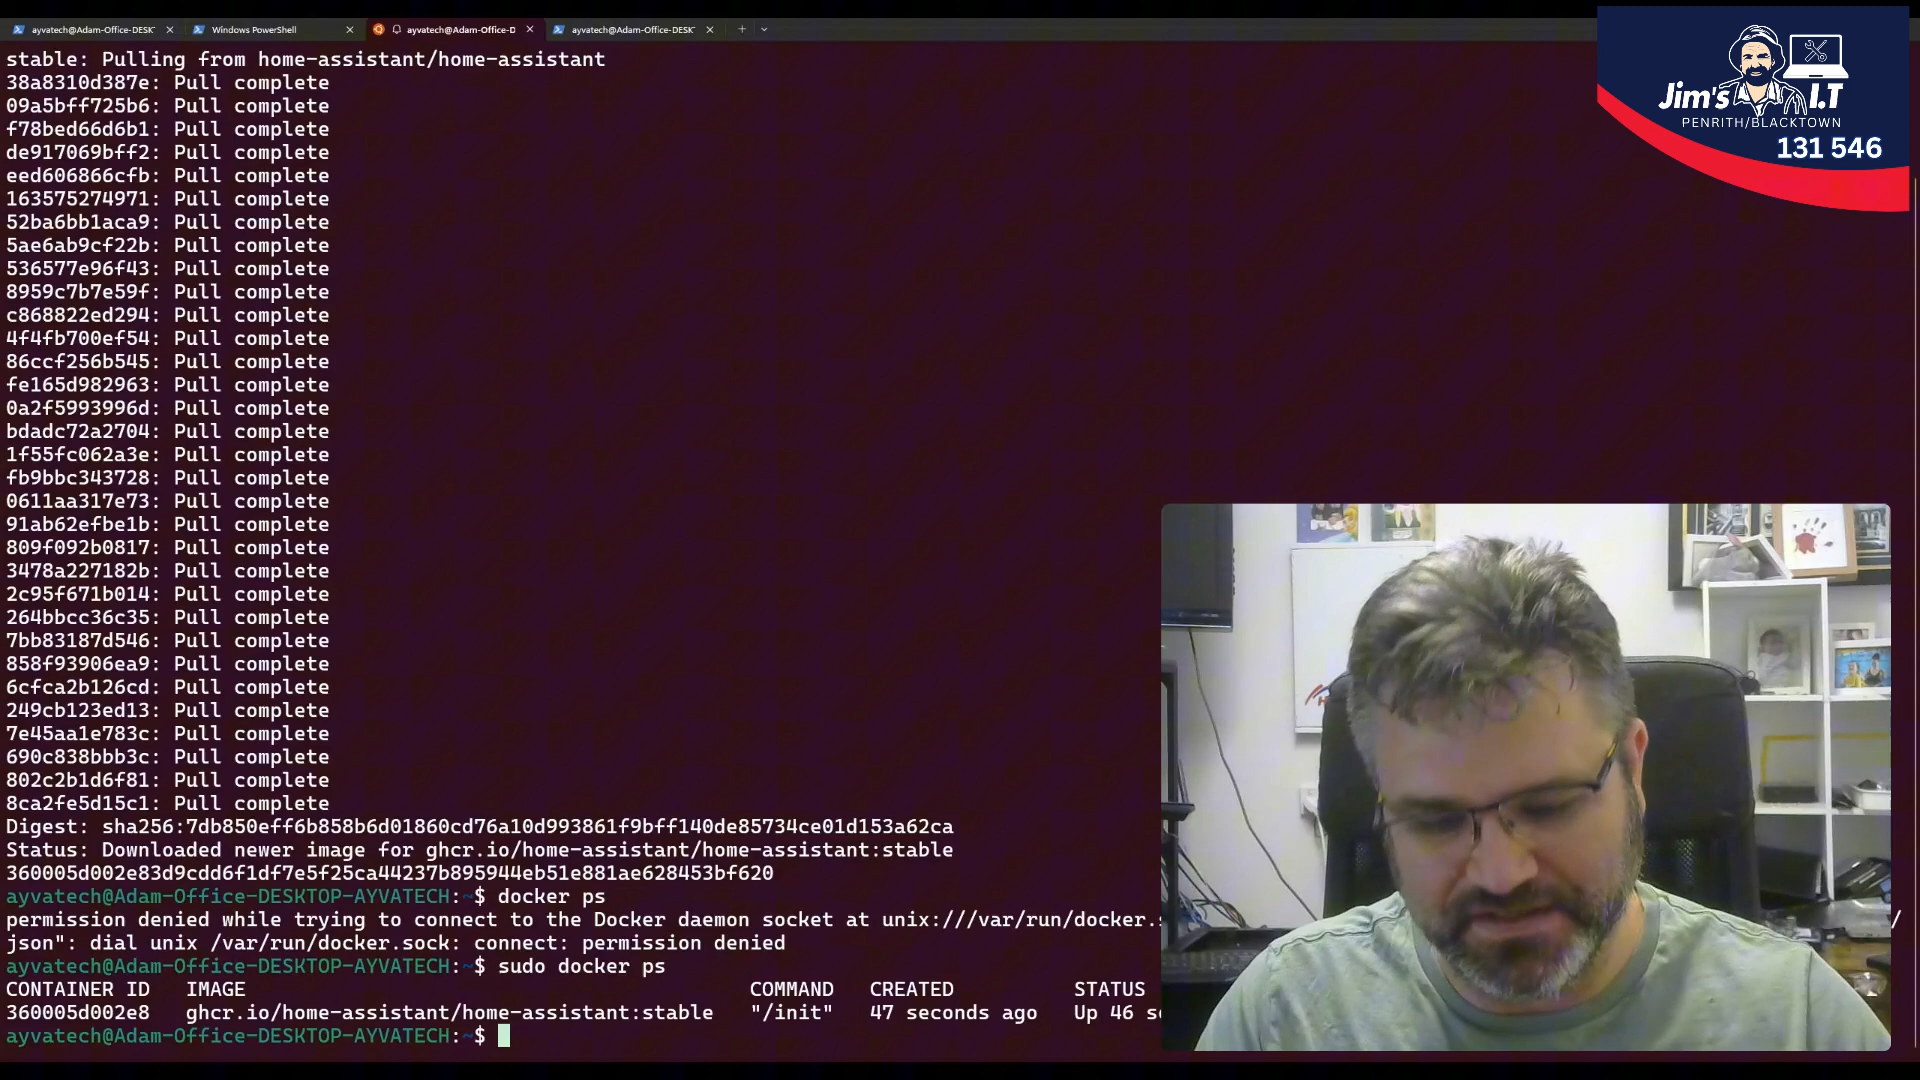 ayvatech@Adam-Office-DESK
Windows PowerShell
ayvatech@Adam-Office-D
ayvatech@Adam-Office-DESK
Jim's I.T
PENRITH/BLACKTOWN
131 546
stable: Pulling from home-assistant/home-assistant
38a8310d387e: Pull complete
09a5bff725b6: Pull complete
f78bed66d6b1: Pull complete
de917069bff2: Pull complete
eed606866cfb: Pull complete
163575274971: Pull complete
52ba6bb1aca9: Pull complete
5ae6ab9cf22b: Pull complete
536577e96f43: Pull complete
8959c7b7e59f: Pull complete
c868822ed294: Pull complete
4f4fb700ef54: Pull complete
86ccf256b545: Pull complete
fe165d982963: Pull complete
0a2f5993996d: Pull complete
bdadc72a2704: Pull complete
1f55fc062a3e: Pull complete
fb9bbc343728: Pull complete
0611aa317e73: Pull complete
91ab62efbe1b: Pull complete
809f092b0817: Pull complete
3478a227182b: Pull complete
2c95f671b014: Pull complete
264bbcc36c35: Pull complete
7bb83187d546: Pull complete
858f93906ea9: Pull complete
6cfca2b126cd: Pull complete
249cb123ed13: Pull complete
7e45aa1e783c: Pull complete
690c838bbb3c: Pull complete
802c2b1d6f81: Pull complete
8ca2fe5d15c1: Pull complete
Digest: sha256:7db850eff6b858b6d01860cd76a10d993861f9bff140de85734ce01d153a62ca
Status: Downloaded newer image for ghcr.io/home-assistant/home-assistant:stable
360005d002e83d9cdd6f1df7e5f25ca44237b895944eb51e881ae628453bf620
ayvatech@Adam-Office-DESKTOP-AYVATECH:~$ docker ps
permission denied while trying to connect to the Docker daemon socket at unix:///var/run/docker.s /
json": dial unix /var/run/docker.sock: connect: permission denied
ayvatech@Adam-Office-DESKTOP-AYVATECH:~$ sudo docker ps
CONTAINER ID IMAGE COMMAND CREATED STATUS
360005d002e8 ghcr.io/home-assistant/home-assistant:stable "/init" 47 seconds ago Up 46 se
ayvatech@Adam-Office-DESKTOP-AYVATECH:~$